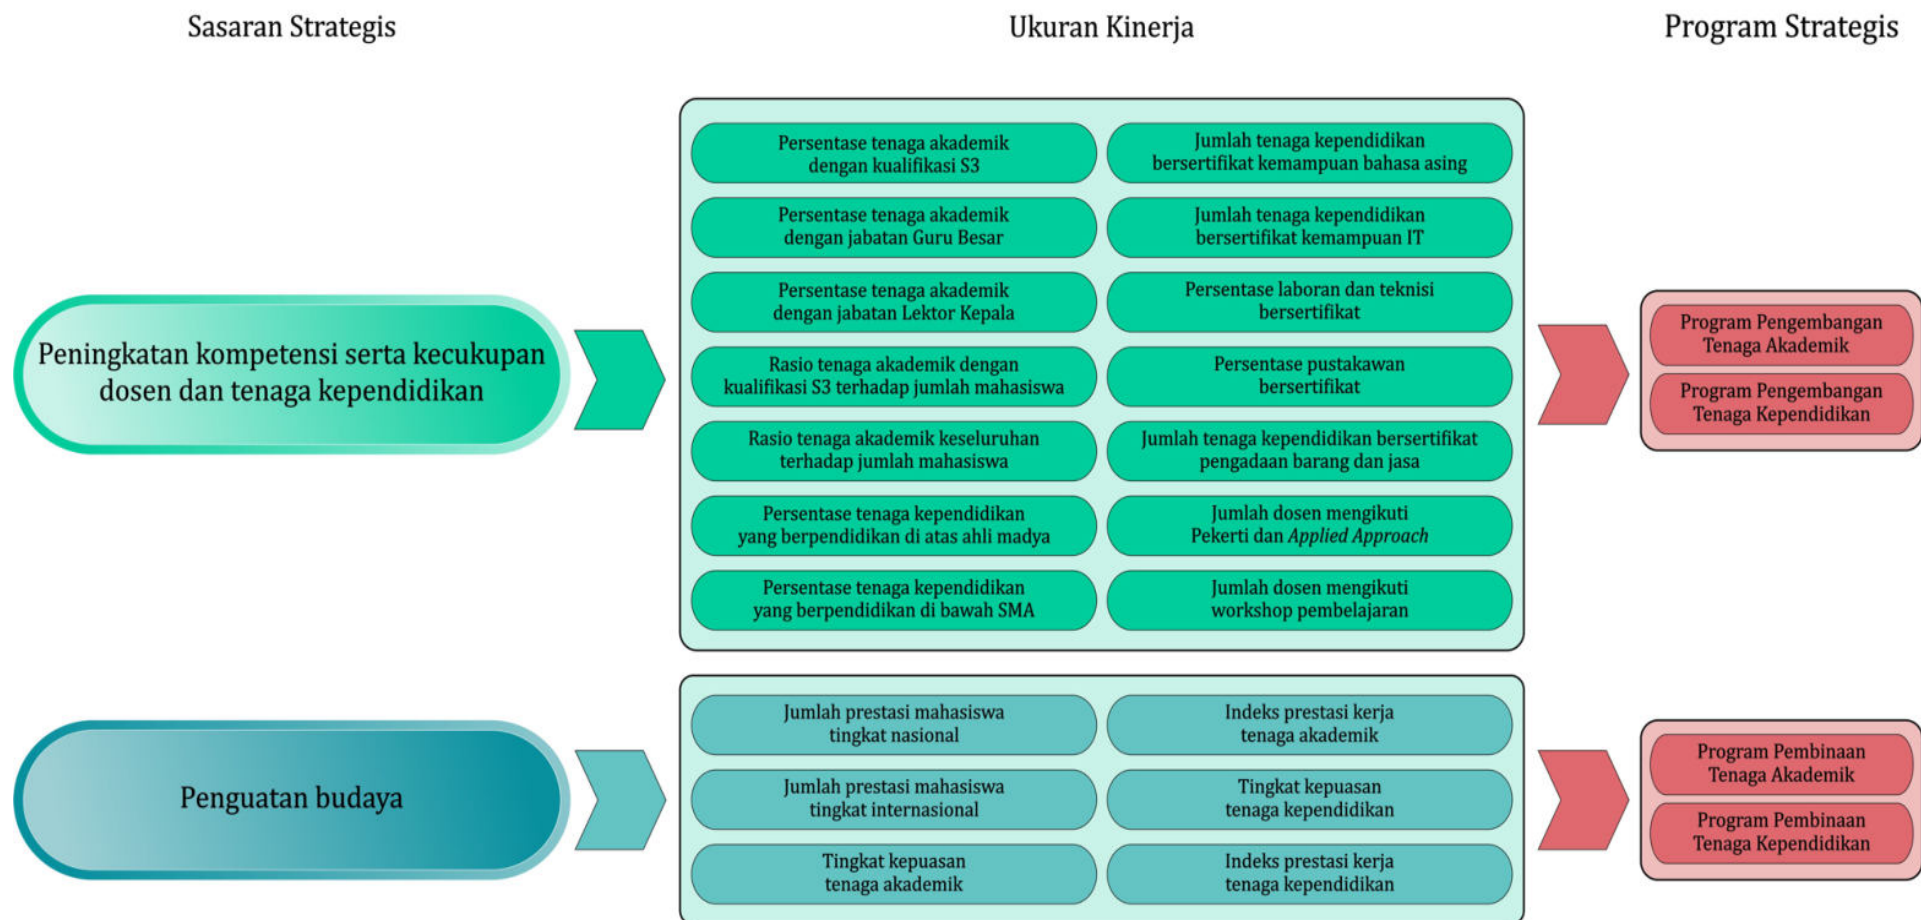 Sasaran Strategis
Ukuran Kinerja
Program Strategis
Peningkatan kompetensi serta kecukupan
dosen dan tenaga kependidikan
Persentase tenaga akademik
dengan kualifikasi S3
Persentase tenaga akademik
dengan jabatan Guru Besar
Persentase tenaga akademik
dengan jabatan Lektor Kepala
Rasio tenaga akademik dengan
kualifikasi S3 terhadap jumlah mahasiswa
Rasio tenaga akademik keseluruhan
terhadap jumlah mahasiswa
Persentase tenaga kependidikan
yang berpendidikan di atas ahli madya
Persentase tenaga kependidikan
yang berpendidikan di bawah SMA
Jumlah tenaga kependidikan
bersertifikat kemampuan bahasa asing
Jumlah tenaga kependidikan
bersertifikat kemampuan IT
Persentase laboran dan teknisi
bersertifikat
Persentase pustakawan
bersertifikat
Jumlah tenaga kependidikan bersertifikat
pengadaan barang dan jasa
Jumlah dosen mengikuti
Pekerti dan Applied Approach
Jumlah dosen mengikuti
workshop pembelajaran
Program Pengembangan
Tenaga Akademik
Program Pengembangan
Tenaga Kependidikan
Penguatan budaya
Jumlah prestasi mahasiswa
tingkat nasional
Jumlah prestasi mahasiswa
tingkat internasional
Tingkat kepuasan
tenaga akademik
Indeks prestasi kerja
tenaga akademik
Tingkat kepuasan
tenaga kependidikan
Indeks prestasi kerja
tenaga kependidikan
Program Pembinaan
Tenaga Akademik
Program Pembinaan
Tenaga Kependidikan